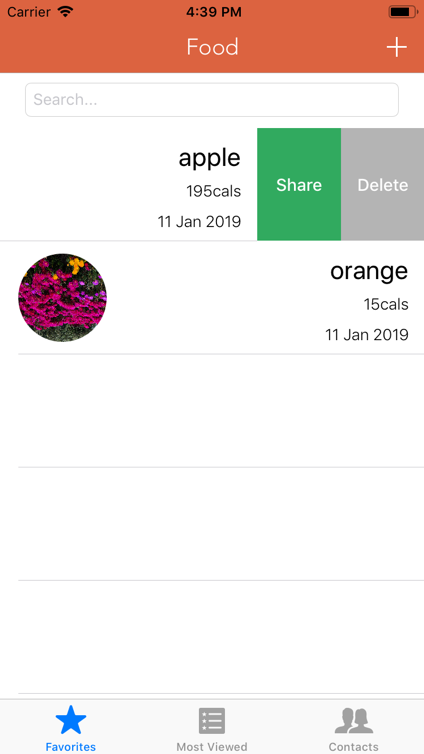 Carrier 4:39 PM
Food
Search...
apple
195cals
11 Jan 2019
Share
Delete
orange
15cals
11 Jan 2019
Favorites
Most Viewed
Contacts